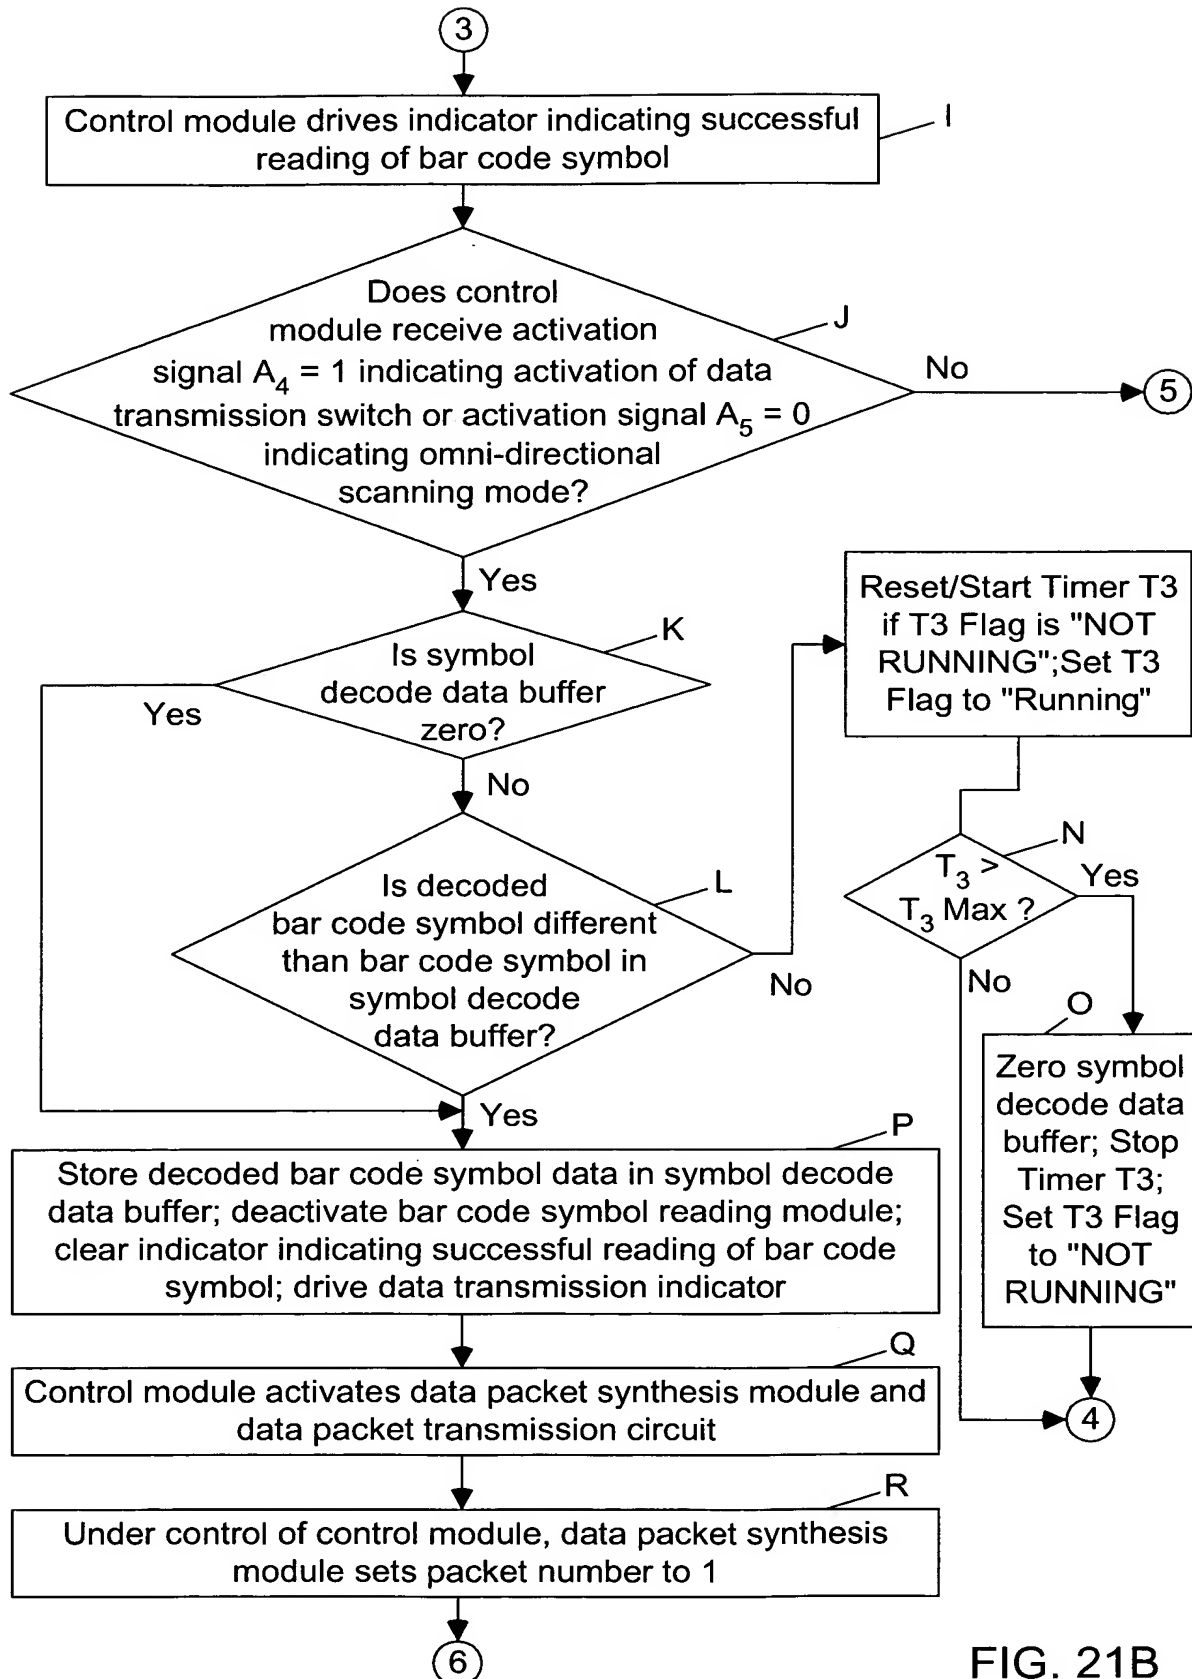 3
Control module drives indicator indicating successful
reading of bar code symbol
I
Does control
module receive activation
signal A4 = 1 indicating activation of data
transmission switch or activation signal A5 = 0
indicating omni-directional
scanning mode?
J
No
5
Yes
Is symbol
decode data buffer
zero?
K
Yes
No
Is decoded
bar code symbol different
than bar code symbol in
symbol decode
data buffer?
L
No
Yes
Reset/Start Timer T3
if T3 Flag is "NOT
RUNNING";Set T3
Flag to "Running"
T3 >
T3 Max ?
N
Yes
No
O
Zero symbol
decode data
buffer; Stop
Timer T3;
Set T3 Flag
to "NOT
RUNNING"
4
P
Store decoded bar code symbol data in symbol decode
data buffer; deactivate bar code symbol reading module;
clear indicator indicating successful reading of bar code
symbol; drive data transmission indicator
Q
Control module activates data packet synthesis module and
data packet transmission circuit
R
Under control of control module, data packet synthesis
module sets packet number to 1
6
FIG. 21B